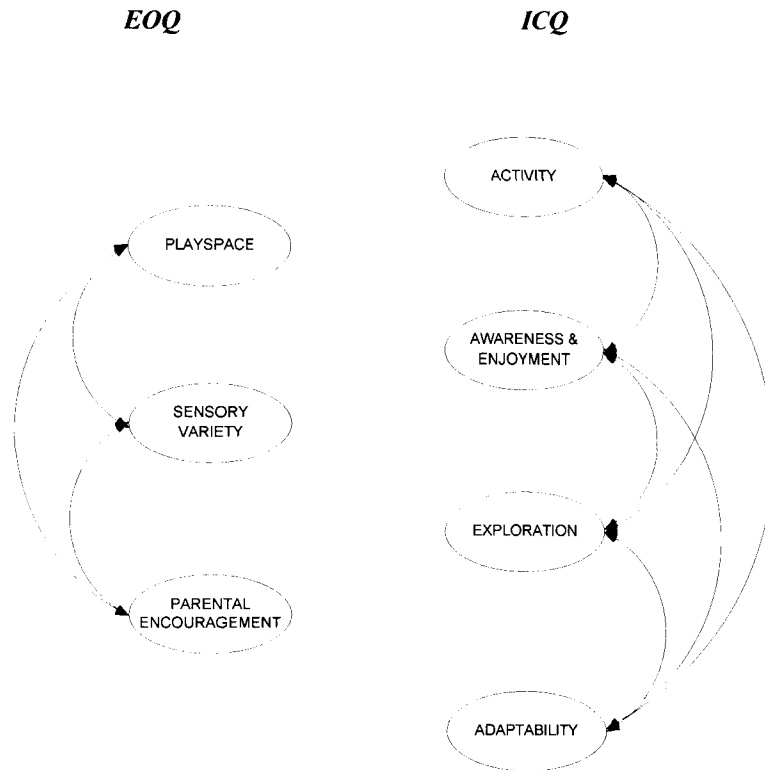 EOQ
ICQ
PLAYSPACE
SENSORY
VARIETY
PARENTAL
ENCOURAGEMENT
ACTIVITY
AWARENESS &
ENJOYMENT
EXPLORATION
ADAPTABILITY